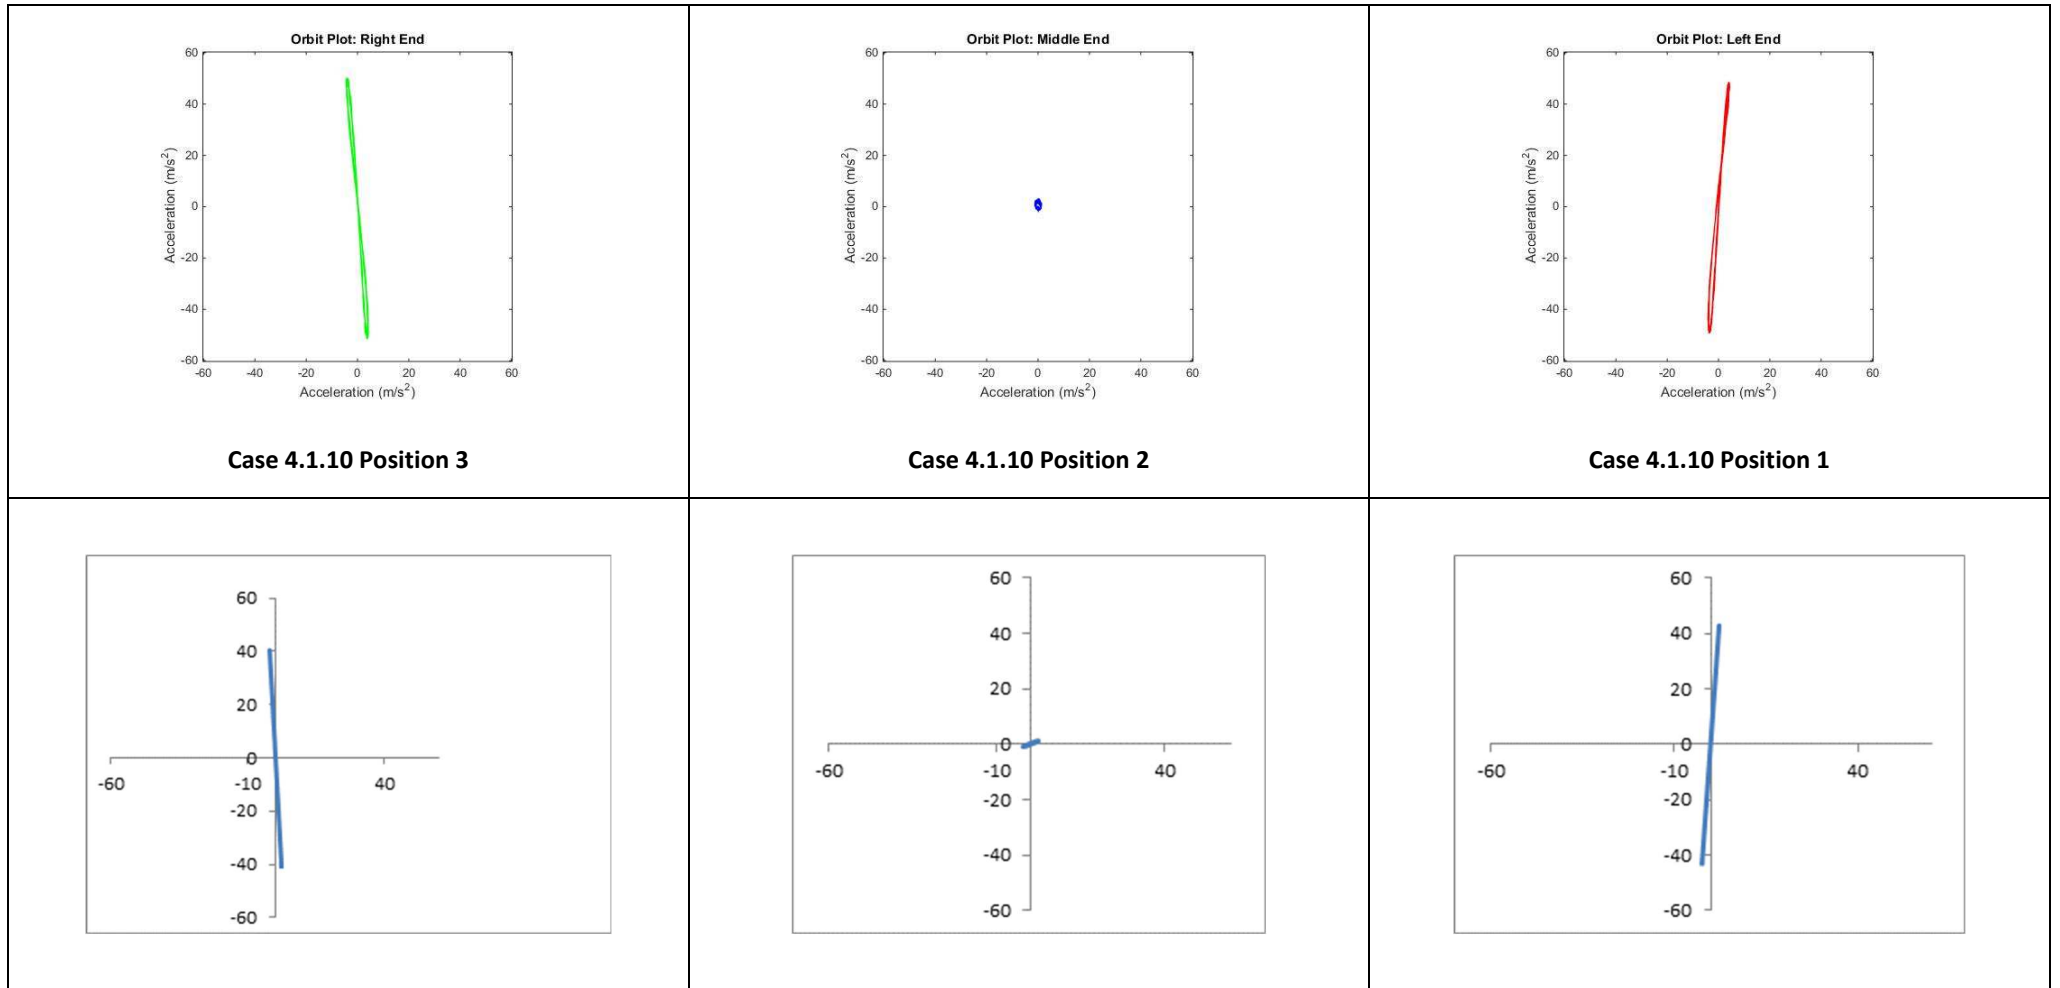 Orbit Plot: Right End
60
40
20
0
-20
-40
-60
Acceleration (m/s²)
-60 -40 -20 0 20 40 60
Acceleration (m/s²)
Case 4.1.10 Position 3
Orbit Plot: Middle End
60
40
20
0
-20
-40
-60
Acceleration (m/s²)
-60 -40 -20 0 20 40 60
Acceleration (m/s²)
Case 4.1.10 Position 2
Orbit Plot: Left End
60
40
20
0
-20
-40
-60
Acceleration (m/s²)
-60 -40 -20 0 20 40 60
Acceleration (m/s²)
Case 4.1.10 Position 1
60
40
20
0
-60 -10 40
-20
-40
-60
60
40
20
0
-60 -10 40
-20
-40
-60
60
40
20
0
-60 -10 40
-20
-40
-60